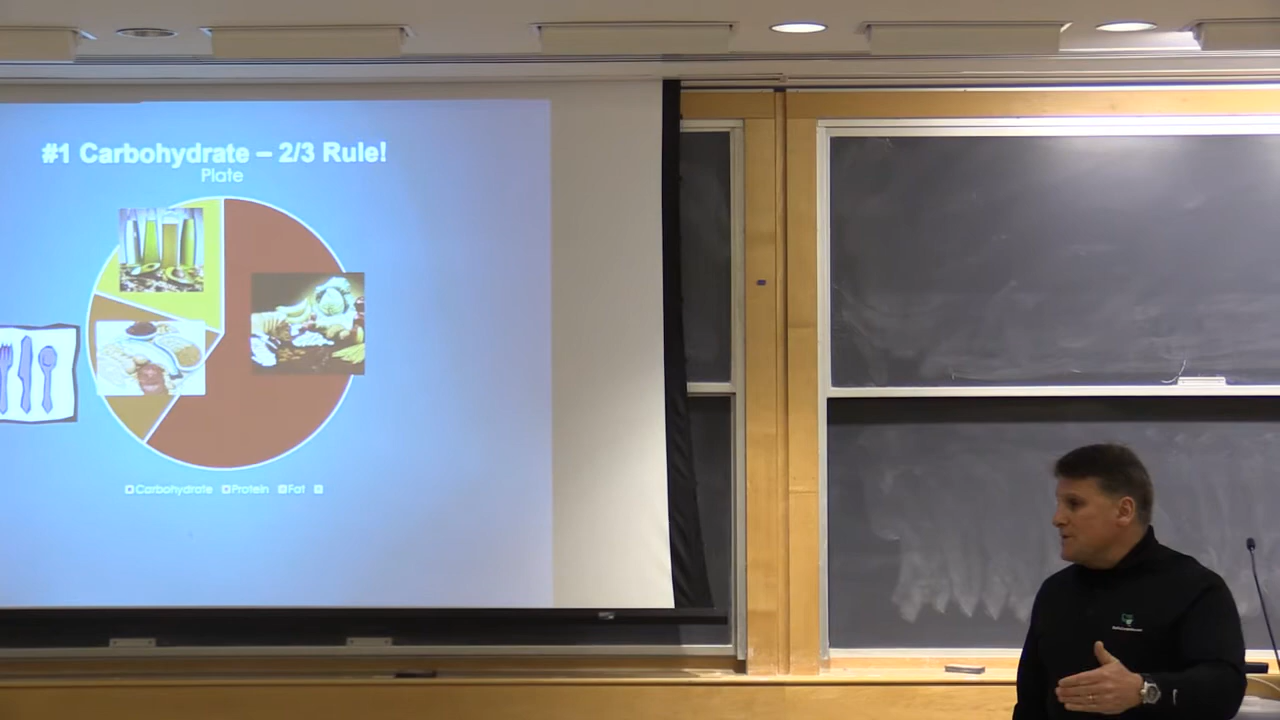 #1 Carbohydrate – 2/3 Rule!
Plate
Carbohydrate Protein Fat